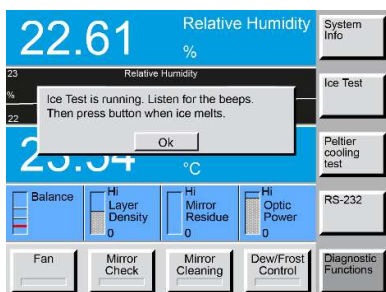 22.61
Relative Humidity
%
System
Info
23
Relative Humidity
%
22
Ice Test is running. Listen for the beeps.
Then press button when ice melts.
Ok
Ice Test
°C
Peltier
cooling
test
Balance
Hi
Layer
Density
0
Hi
Mirror
Residue
0
Hi
Optic
Power
0
RS-232
Fan
Mirror
Check
Mirror
Cleaning
Dew/Frost
Control
Diagnostic
Functions